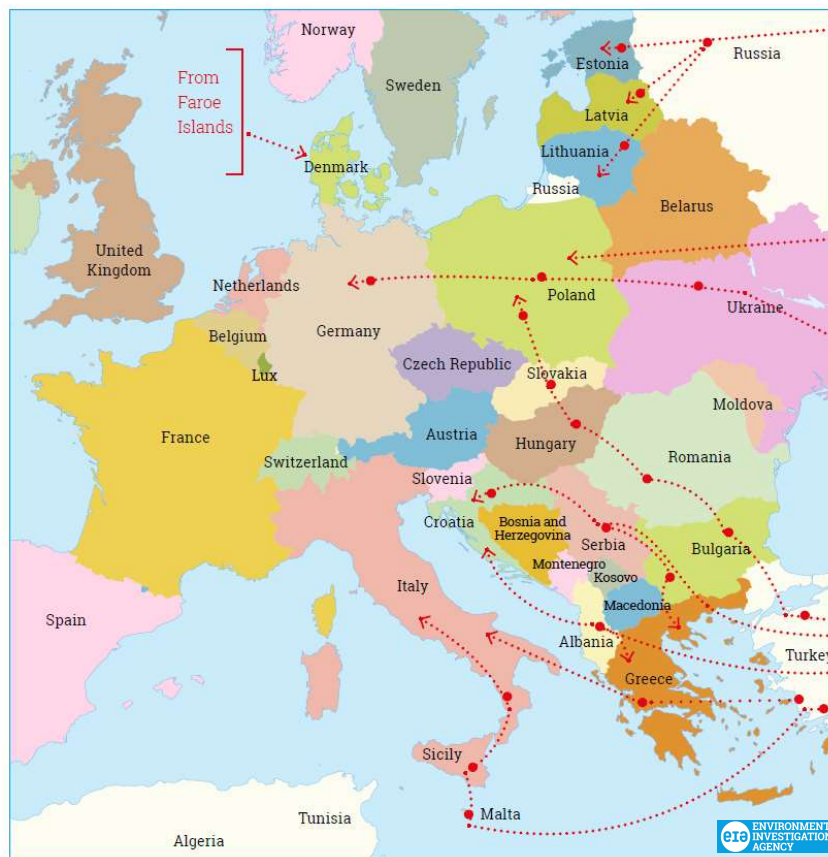 Norway
Sweden
Estonia
Russia
From
Faroe
Islands
Latvia
Denmark
Lithuania
Russia
Belarus
United
Kingdom
Netherlands
Poland
Ukraine
Germany
Belgium
Lux
Czech Republic
Slovakia
Moldova
France
Austria
Hungary
Switzerland
Romania
Slovenia
Croatia
Bosnia and
Herzegovina
Serbia
Bulgaria
Montenegro
Kosovo
Italy
Macedonia
Spain
Albania
Turkey
Greece
Sicily
Malta
Tunisia
Algeria
eia
ENVIRONMENT
INVESTIGATION
AGENCY